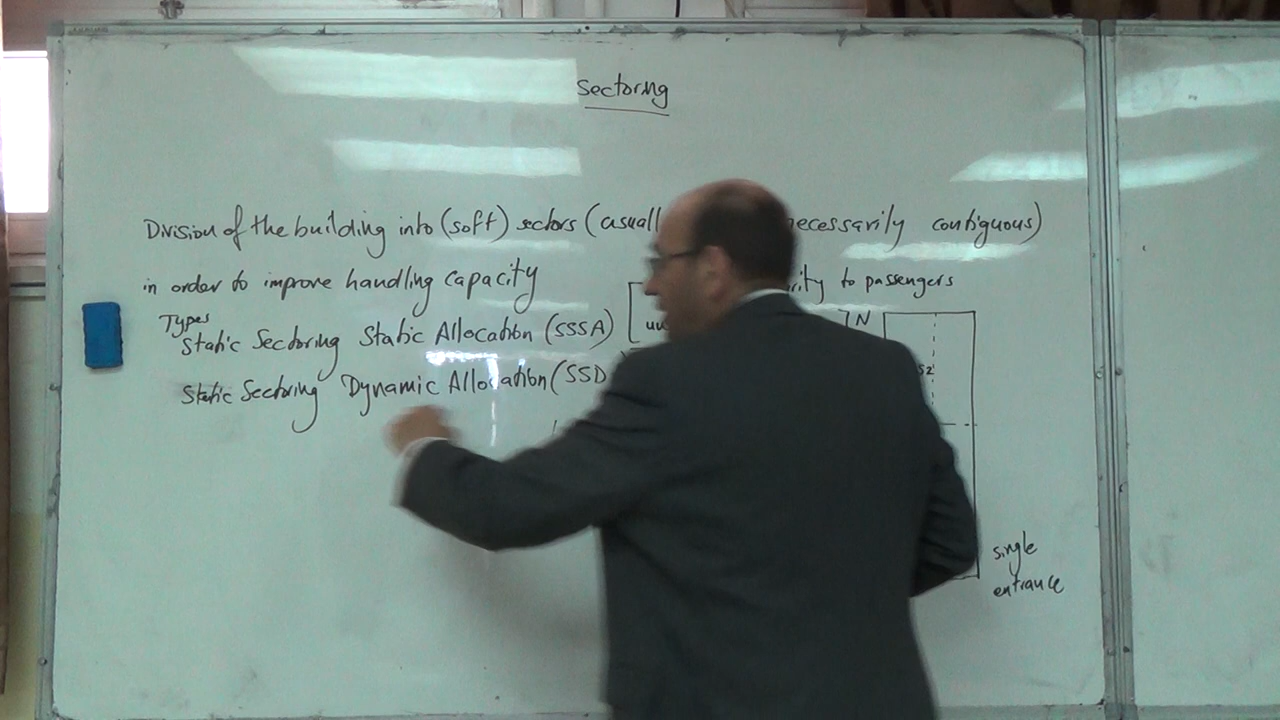 Sectoring
Division of the building into (soft) sectors (usuall necessarily contiguous)
in order to improve handling capacity to passengers
Types
Static Sectoring Static Allocation (SSSA)
Static Sectoring Dynamic Allocation (SSD
N
S2
single
entrance